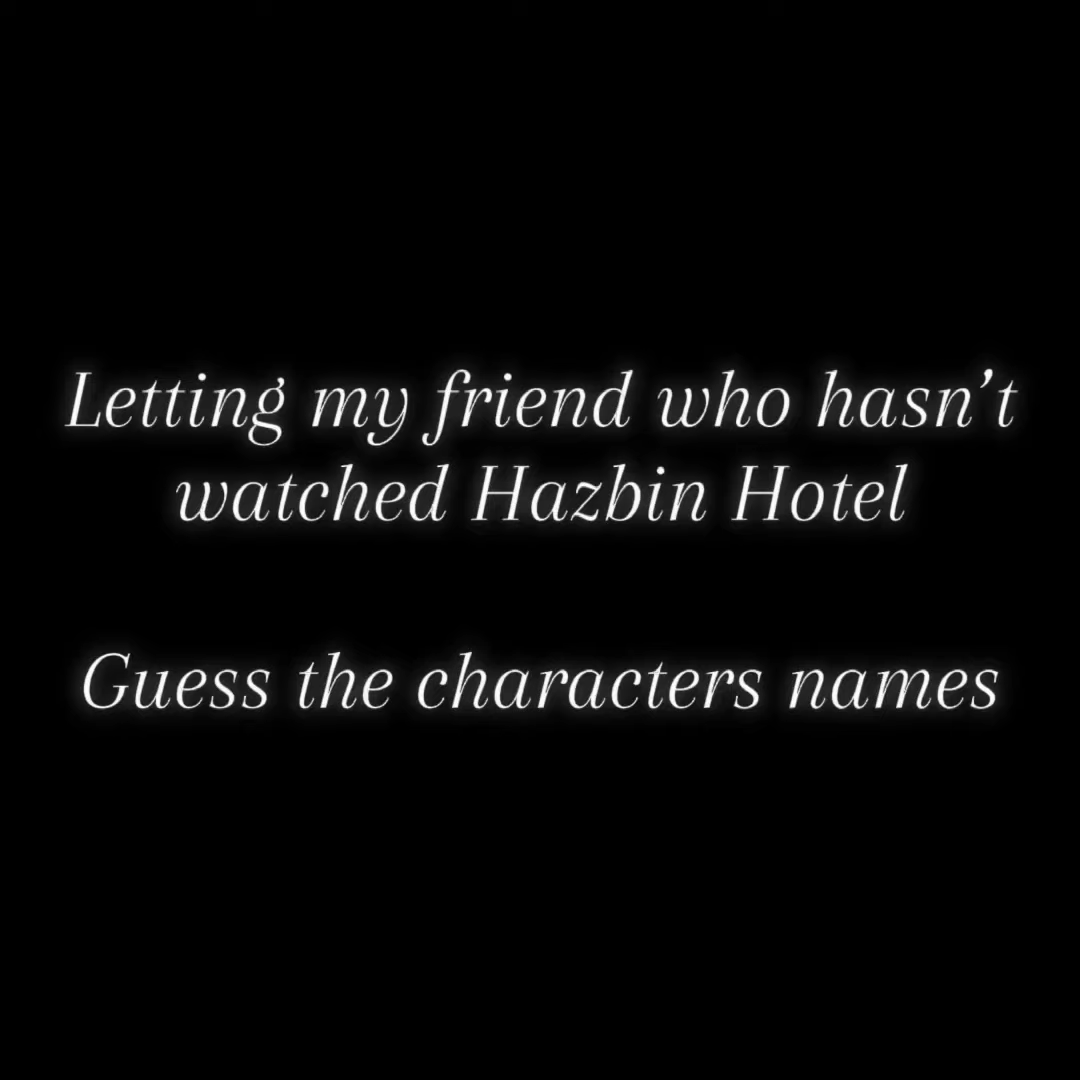 Letting my friend who hasn’t
watched Hazbin Hotel
Guess the characters names